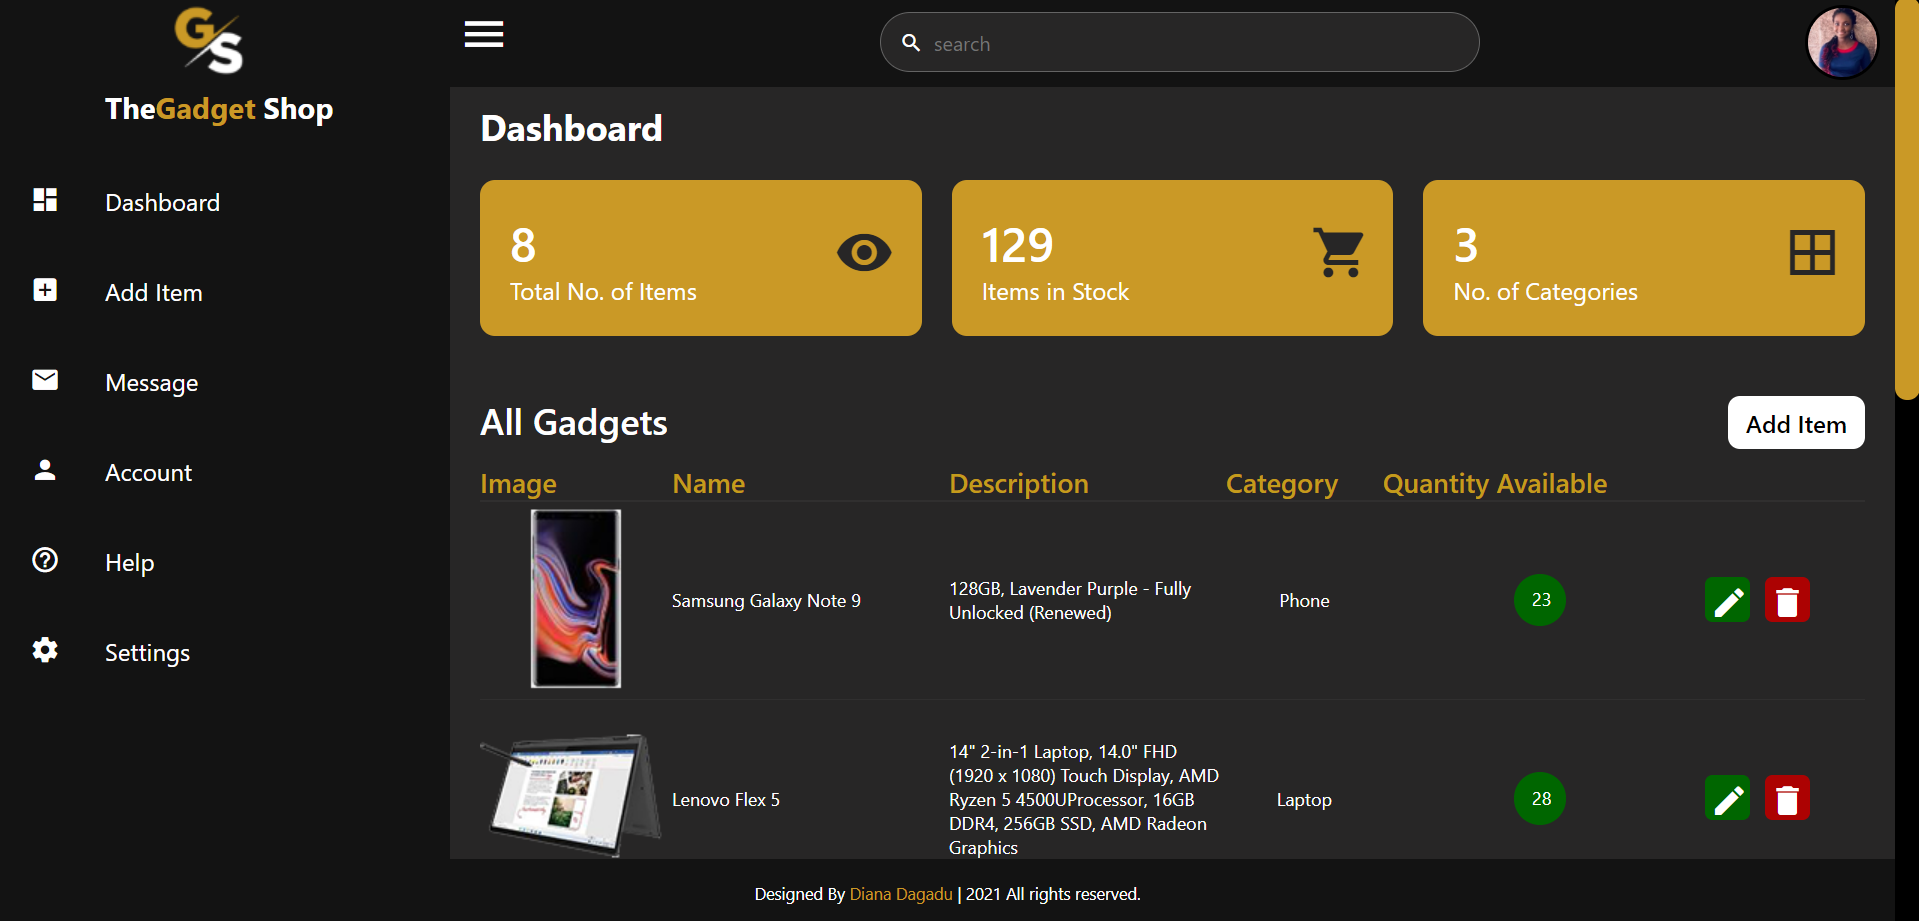 GS
TheGadget Shop
Dashboard
Add Item
Message
Account
Help
Settings
search
Dashboard
8
Total No. of Items
129
Items in Stock
3
No. of Categories
All Gadgets
Add Item
Image Name Description Category Quantity Available
Samsung Galaxy Note 9
128GB, Lavender Purple - Fully
Unlocked (Renewed)
Phone
23
Lenovo Flex 5
14" 2-in-1 Laptop, 14.0" FHD
(1920 x 1080) Touch Display, AMD
Ryzen 5 4500UProcessor, 16GB
DDR4, 256GB SSD, AMD Radeon
Graphics
Laptop
28
Designed By Diana Dagadu | 2021 All rights reserved.